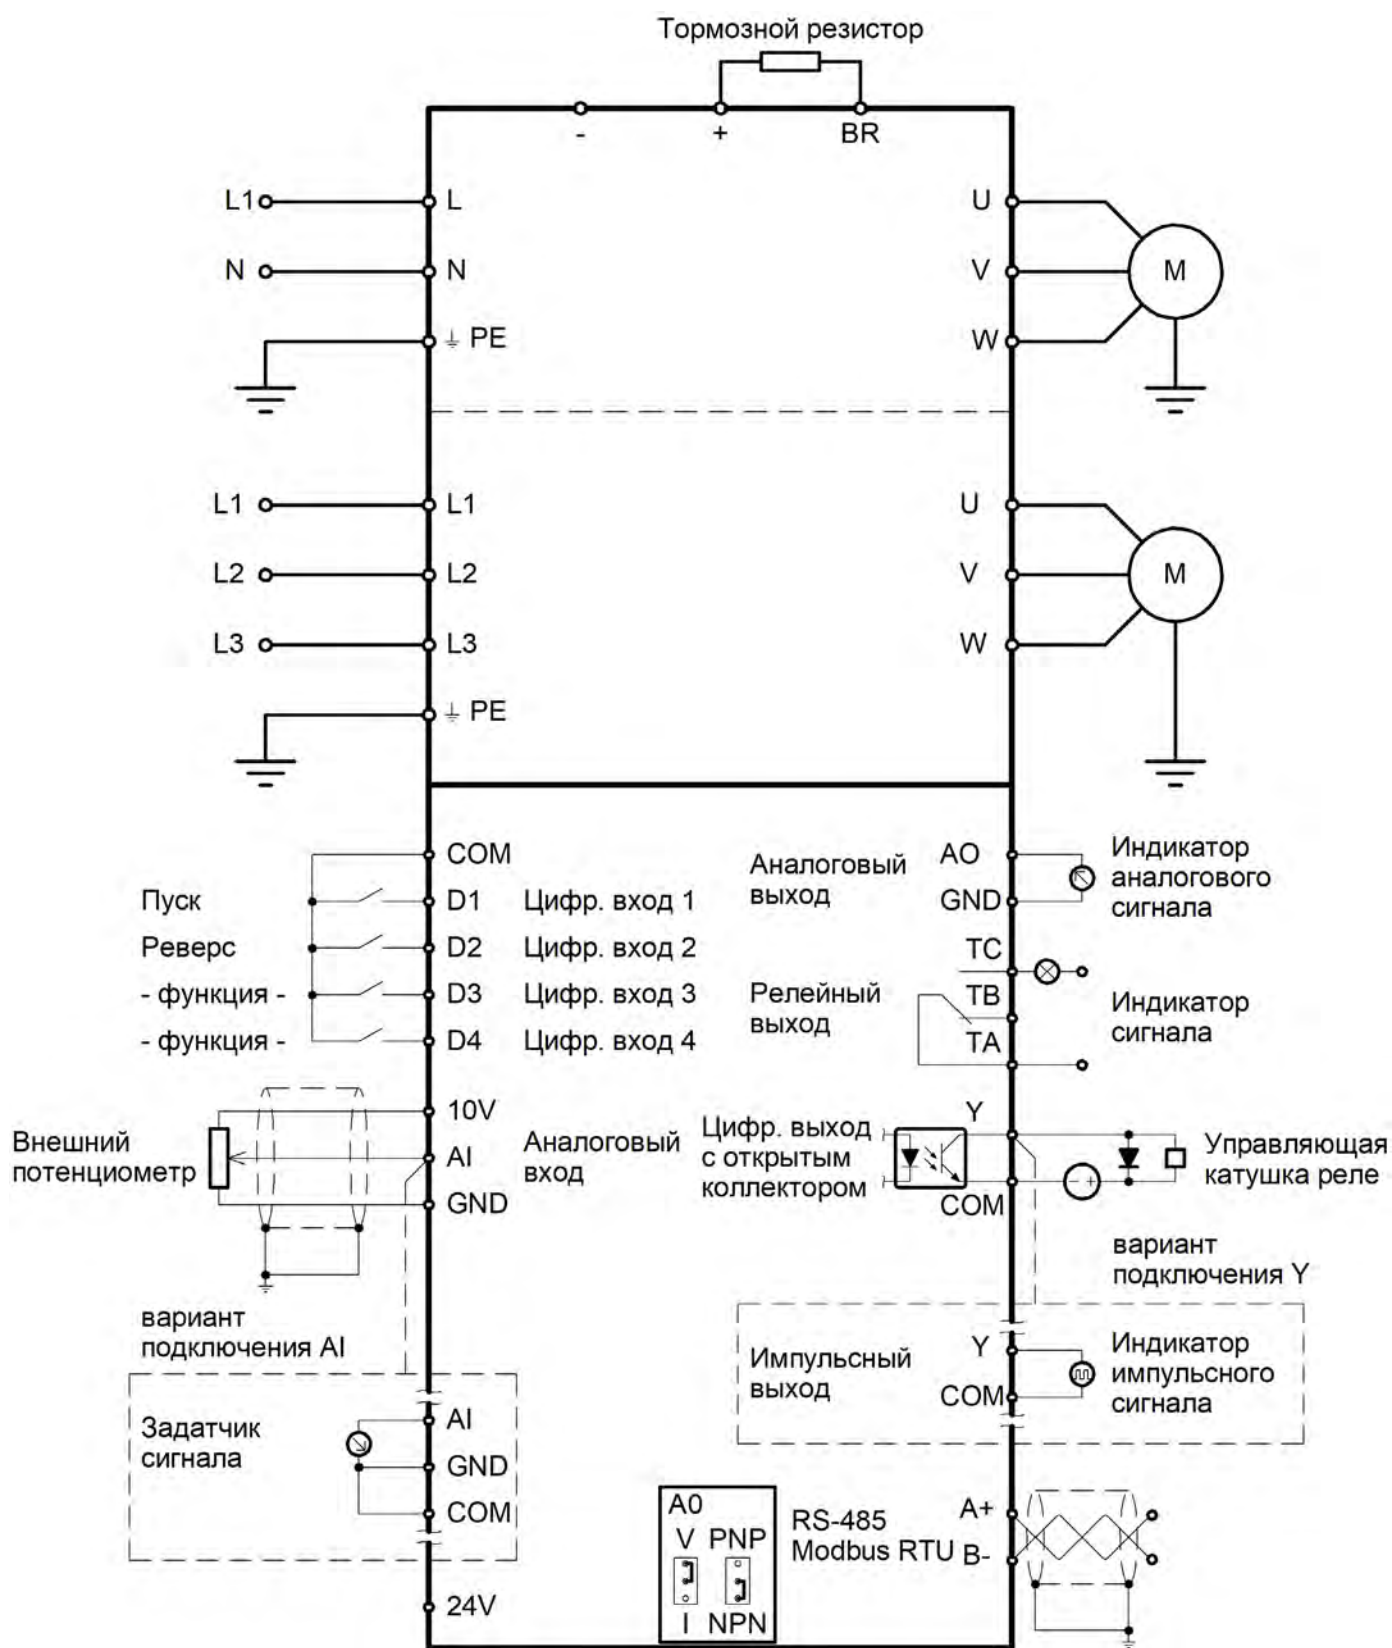 Тормозной резистор
- + BR
L1 L U
N N V M
PE W
L1 L1 U
L2 L2 V M
L3 L3 W
PE
COM Аналоговый AO Индикатор
Пуск D1 Цифр. вход 1 выход GND аналогового
сигнала
Реверс D2 Цифр. вход 2 TC
- функция - D3 Цифр. вход 3 Релейный TB Индикатор
- функция - D4 Цифр. вход 4 выход TA сигнала
10V Y
Внешний AI Аналоговый Цифр. выход Управляющая
потенциометр вход с открытым катушка реле
GND коллектором COM
- +
вариант
подключения Y
вариант
подключения AI
Импульсный Y Индикатор
выход COM импульсного
сигнала
Задатчик AI
сигнала GND
COM
A0 RS-485 A+
V PNP Modbus RTU B-
I NPN
24V